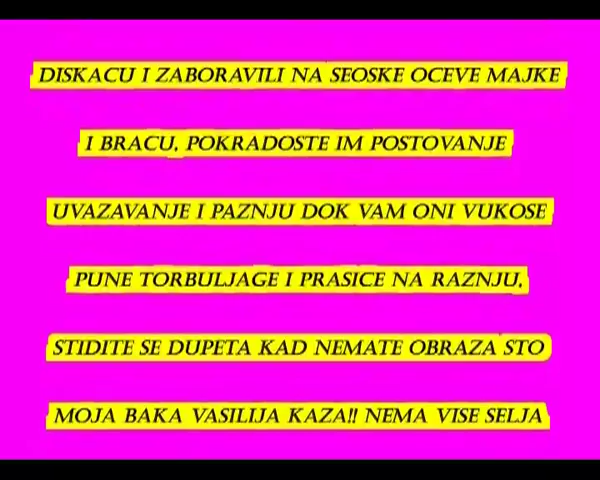 DISKACU I ZABORAVILI NA SEOSKE OCEVE MAJKE
I BRACU, POKRADOSTE IM POSTOVANJE
UVAZAVANJE I PAZNJU DOK VAM ONI VUKOSE
PUNE TORBULJAGE I PRASICE NA RAZNJU,
STIDITE SE DUPETA KAD NEMATE OBRAZA STO
MOJA BAKA VASILIJA KAZA!! NEMA VISE SELJA